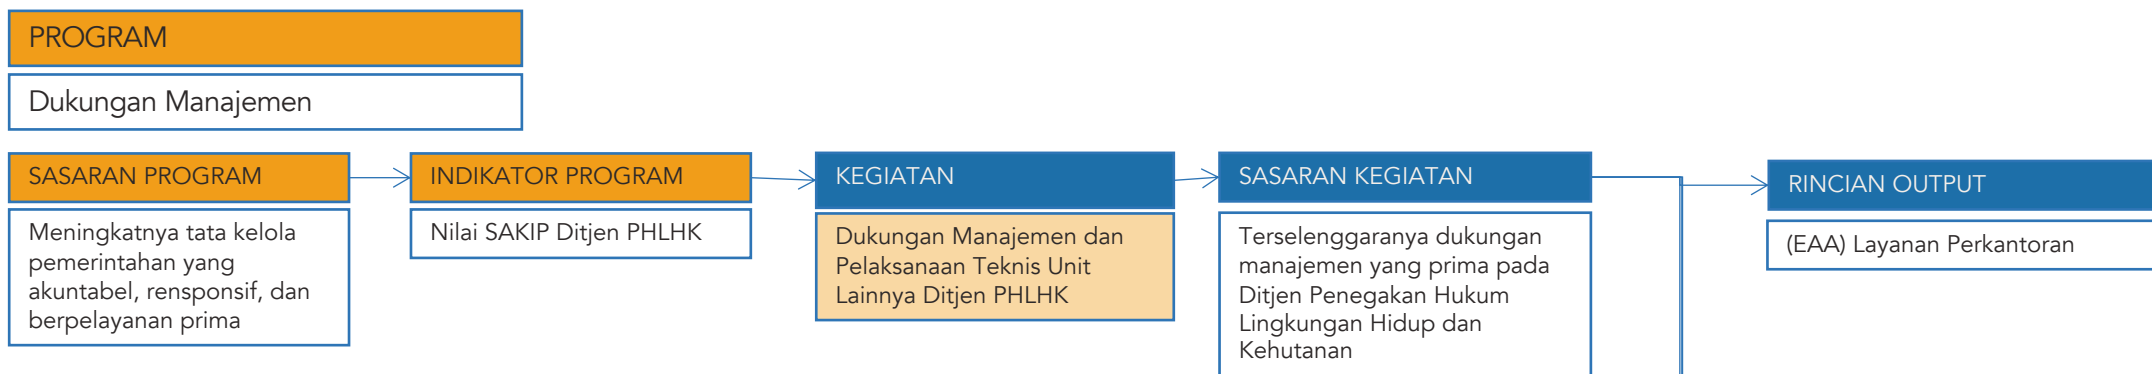 PROGRAM
Dukungan Manajemen
SASARAN PROGRAM
Meningkatnya tata kelola
pemerintahan yang
akuntabel, rensponsif, dan
berpelayanan prima
INDIKATOR PROGRAM
Nilai SAKIP Ditjen PHLHK
KEGIATAN
Dukungan Manajemen dan
Pelaksanaan Teknis Unit
Lainnya Ditjen PHLHK
SASARAN KEGIATAN
Terselenggaranya dukungan
manajemen yang prima pada
Ditjen Penegakan Hukum
Lingkungan Hidup dan
Kehutanan
RINCIAN OUTPUT
(EAA) Layanan Perkantoran